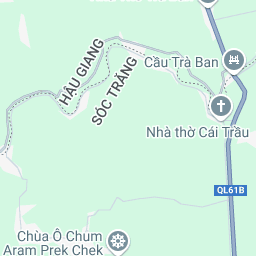 HẬU GIANG
SÓC TRĂNG
Cầu Trà Ban
Nhà thờ Cái Trầu
QL61B
Chùa Ô Chum
Aram Prek Chek